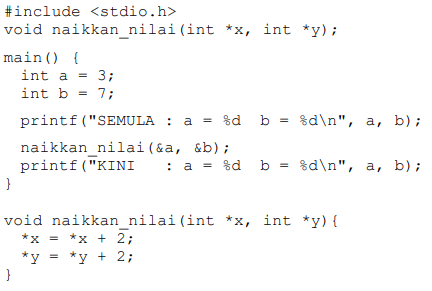 #include <stdio.h>
void naikkan_nilai(int *x, int *y);
main() {
  int a = 3;
  int b = 7;
  printf("SEMULA : a = %d  b = %d\n", a, b);
  naikkan_nilai(&a, &b);
  printf("KINI   : a = %d  b = %d\n", a, b);
}
void naikkan_nilai(int *x, int *y){
  *x = *x + 2;
  *y = *y + 2;
}